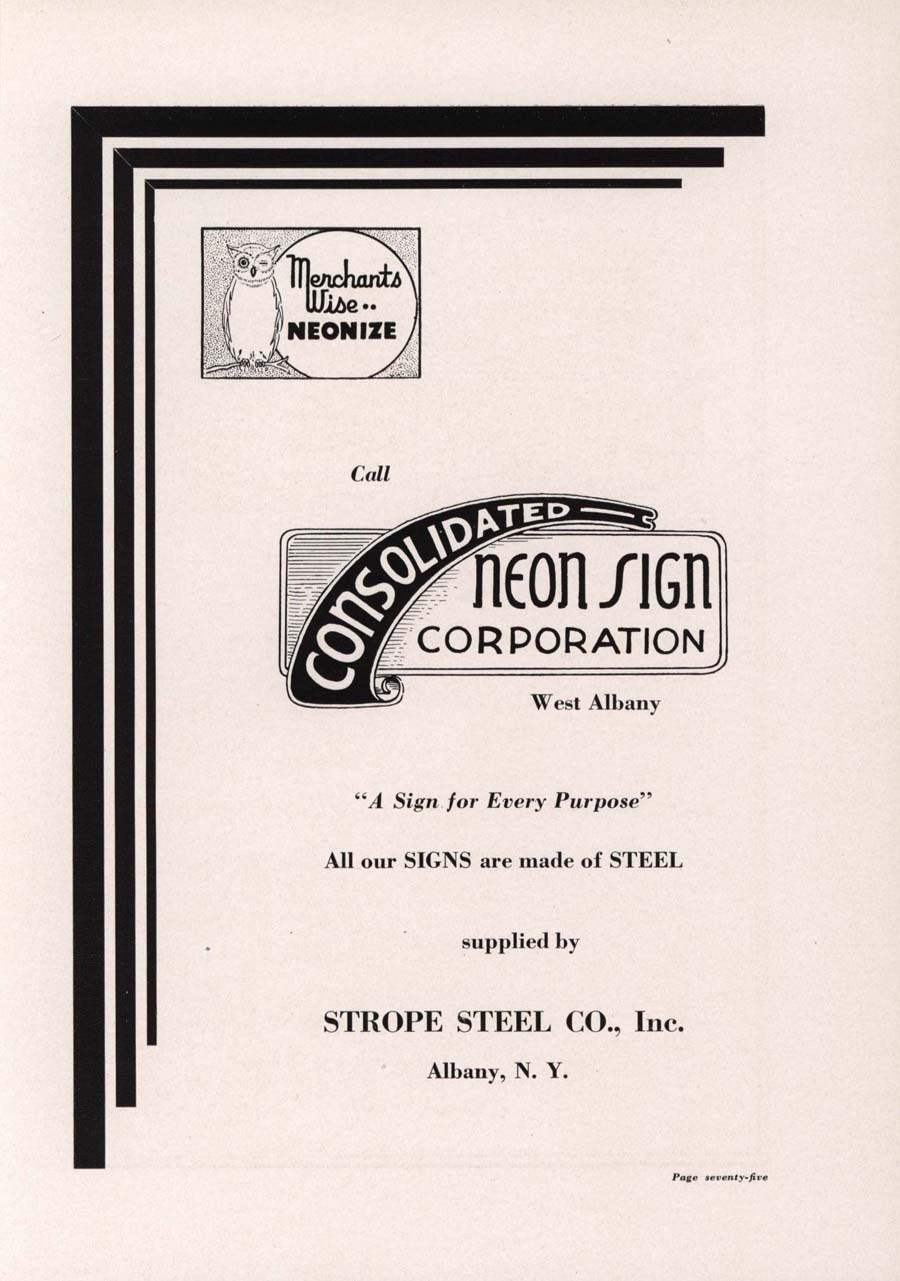 Merchants
Wise..
NEONIZE
Call
CONSOLIDATED
NEON SIGN
CORPORATION
West Albany
"A Sign for Every Purpose"
All our SIGNS are made of STEEL
supplied by
STROPE STEEL CO., Inc.
Albany, N. Y.
Page seventy-five